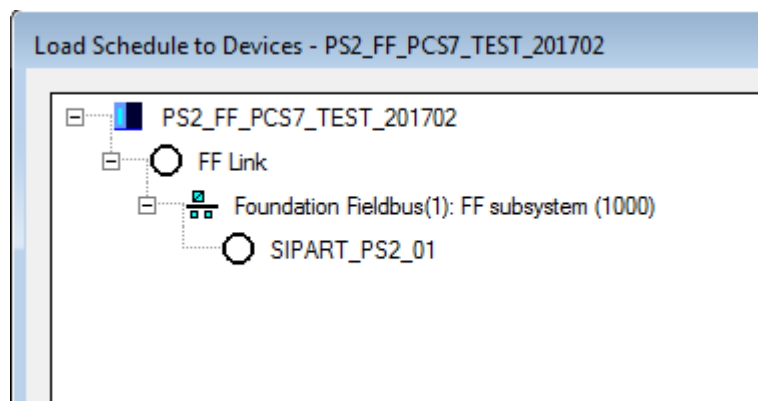 Load Schedule to Devices - PS2_FF_PCS7_TEST_201702
PS2_FF_PCS7_TEST_201702
FF Link
Foundation Fieldbus(1): FF subsystem (1000)
SIPART_PS2_01